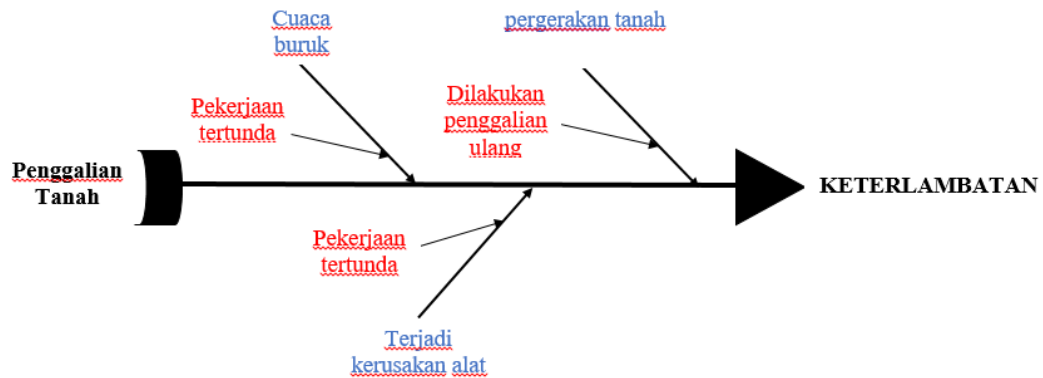 Cuaca
buruk
pergerakan tanah
Pekerjaan
tertunda
Dilakukan
penggalian
ulang
Penggalian
Tanah
KETERLAMBATAN
Pekerjaan
tertunda
Terjadi
kerusakan alat